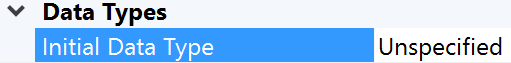 Data Types
Initial Data Type Unspecified